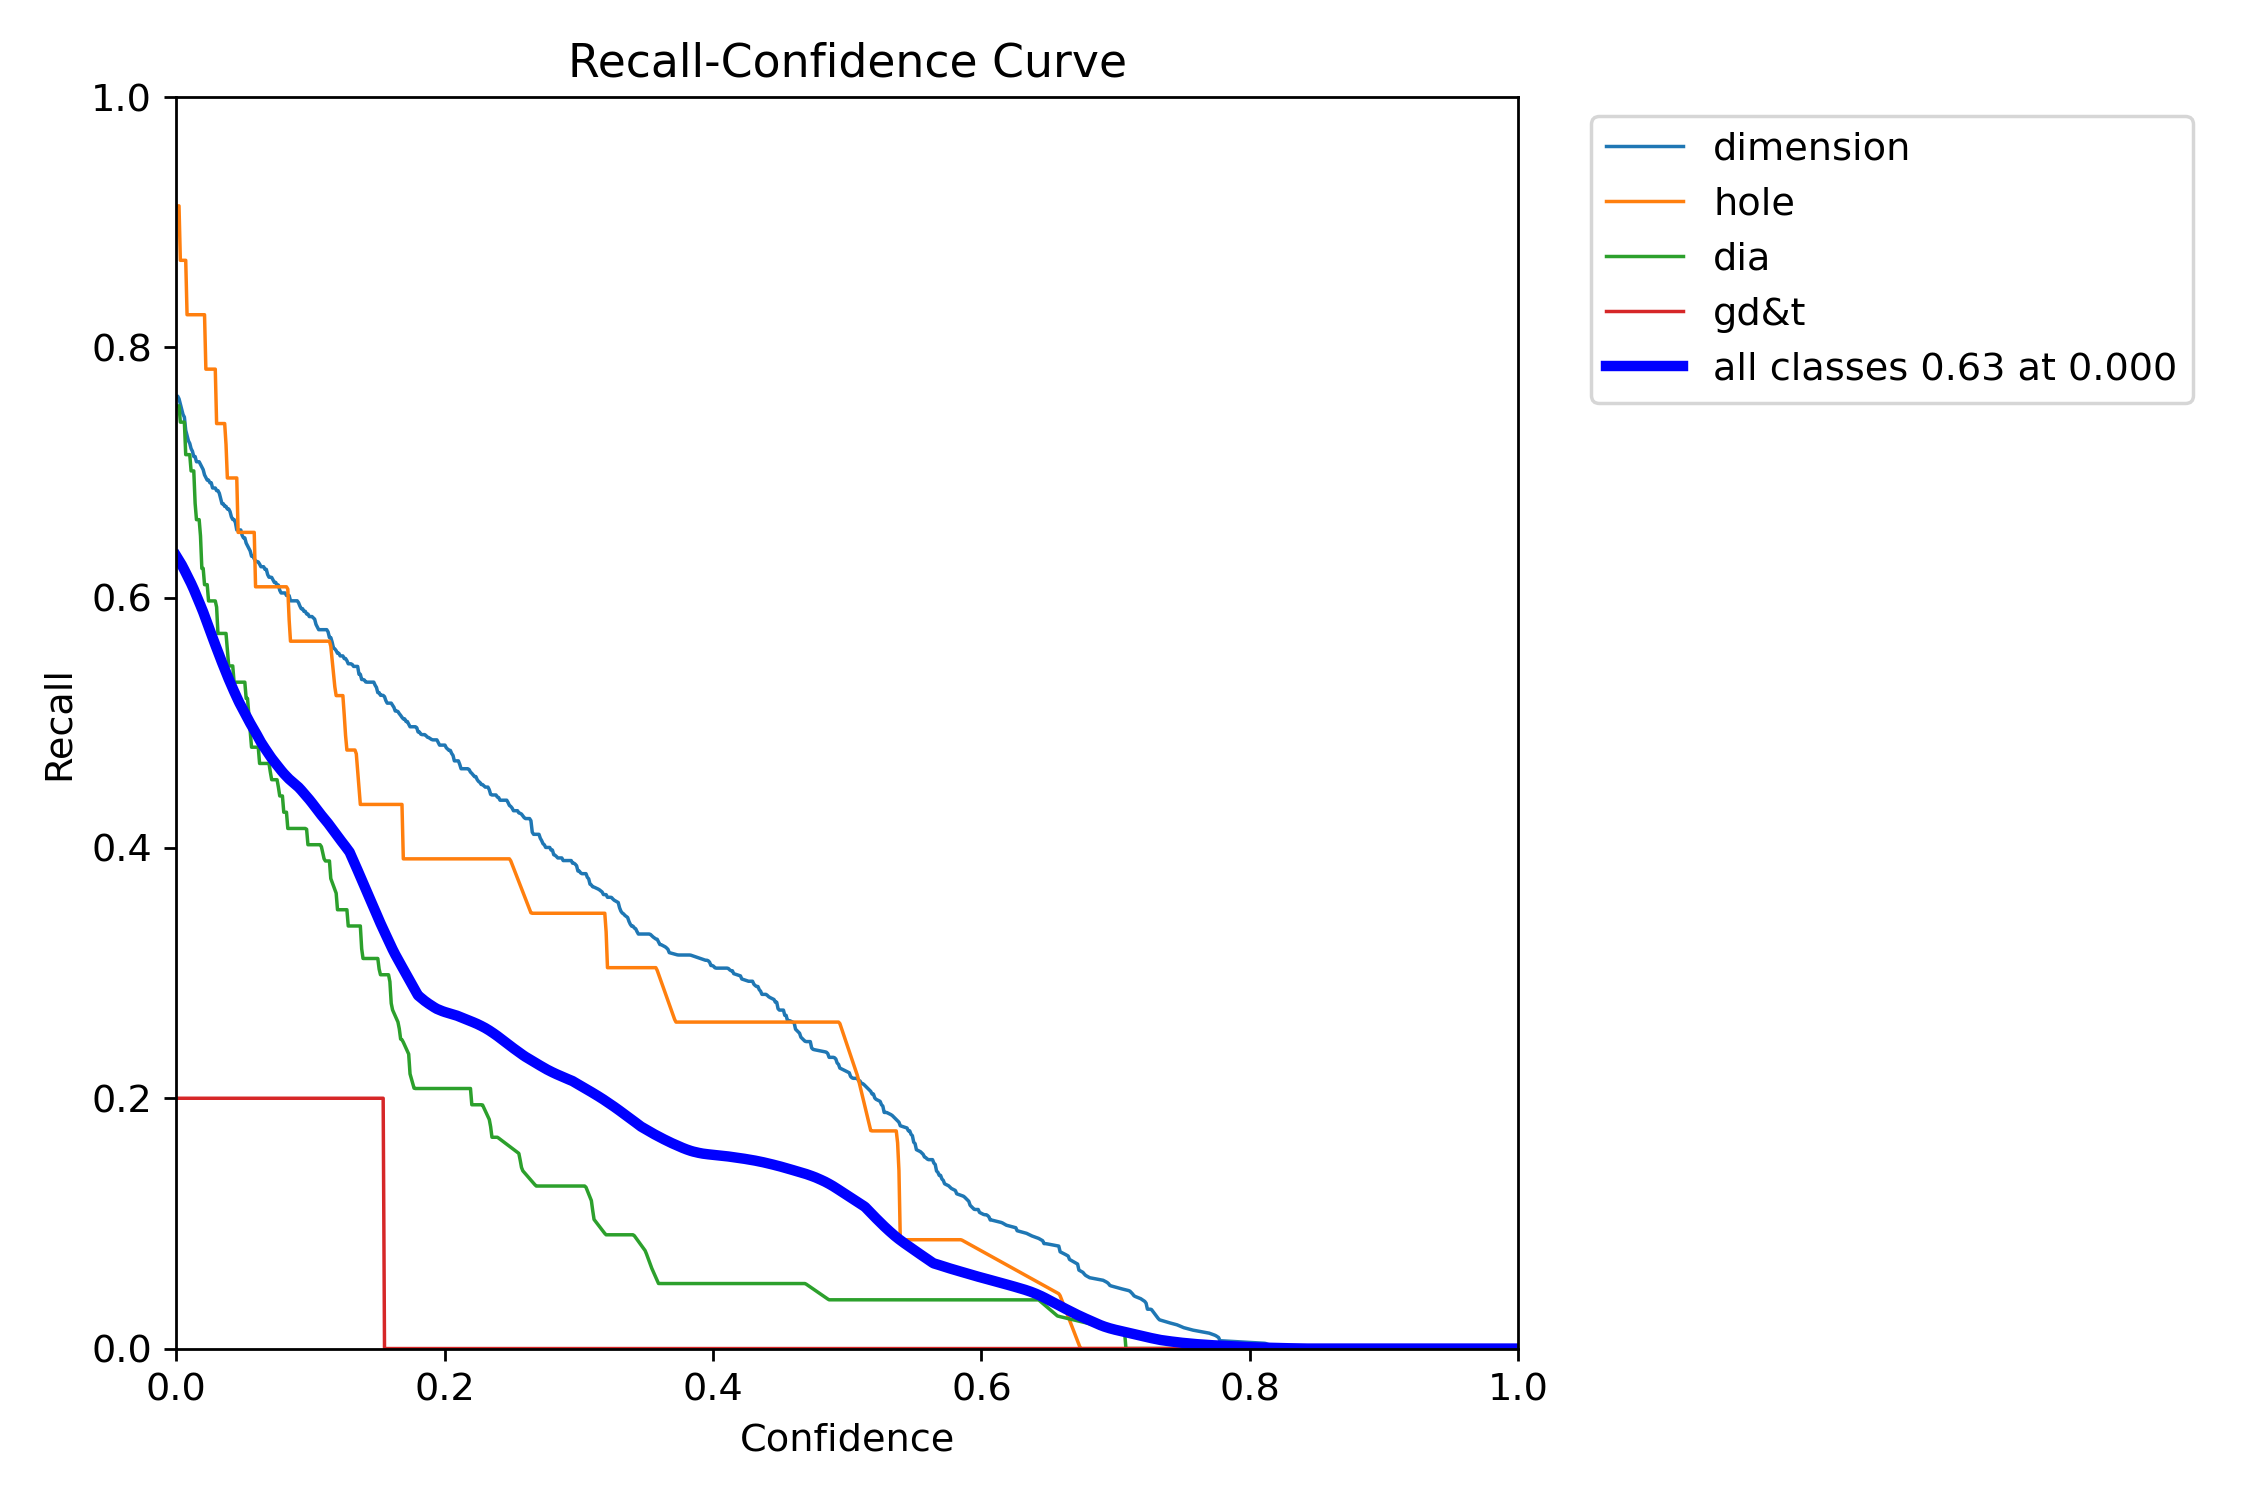 Recall-Confidence Curve
1.0
0.8
0.6
0.4
0.2
0.0
Recall
0.0 0.2 0.4 0.6 0.8 1.0
Confidence
dimension
hole
dia
gd&t
all classes 0.63 at 0.000